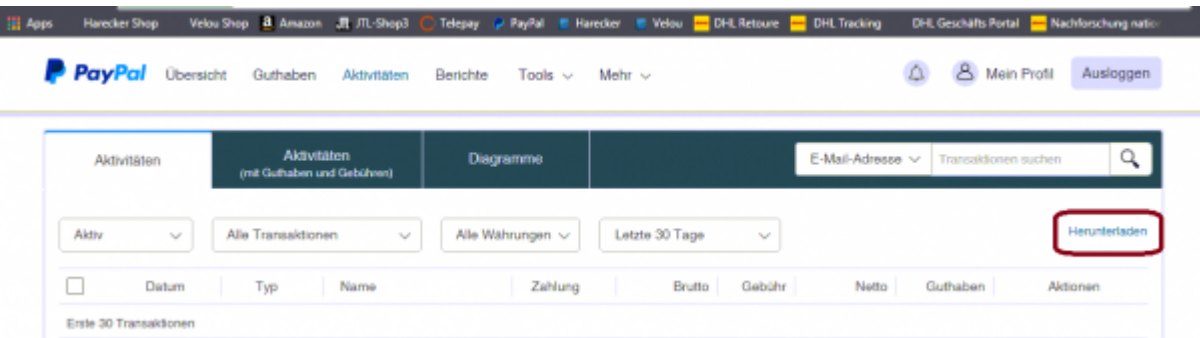 Apps Harecker Shop Velou Shop Amazon JTL-Shop3 Telepay PayPal Harecker Velou DHL Retoure DHL Tracking DHL Geschäfts Portal Nachforschung natio
PayPal Übersicht Guthaben Aktivitäten Berichte Tools Mehr Mein Profil Ausloggen
Aktivitäten Aktivitäten Diagramme E-Mail-Adresse Transaktionen suchen
(mit Guthaben und Gebühren)
Aktiv Alle Transaktionen Alle Währungen Letzte 30 Tage Herunterladen
Datum Typ Name Zahlung Brutto Gebühr Netto Guthaben Aktionen
Erste 30 Transaktionen